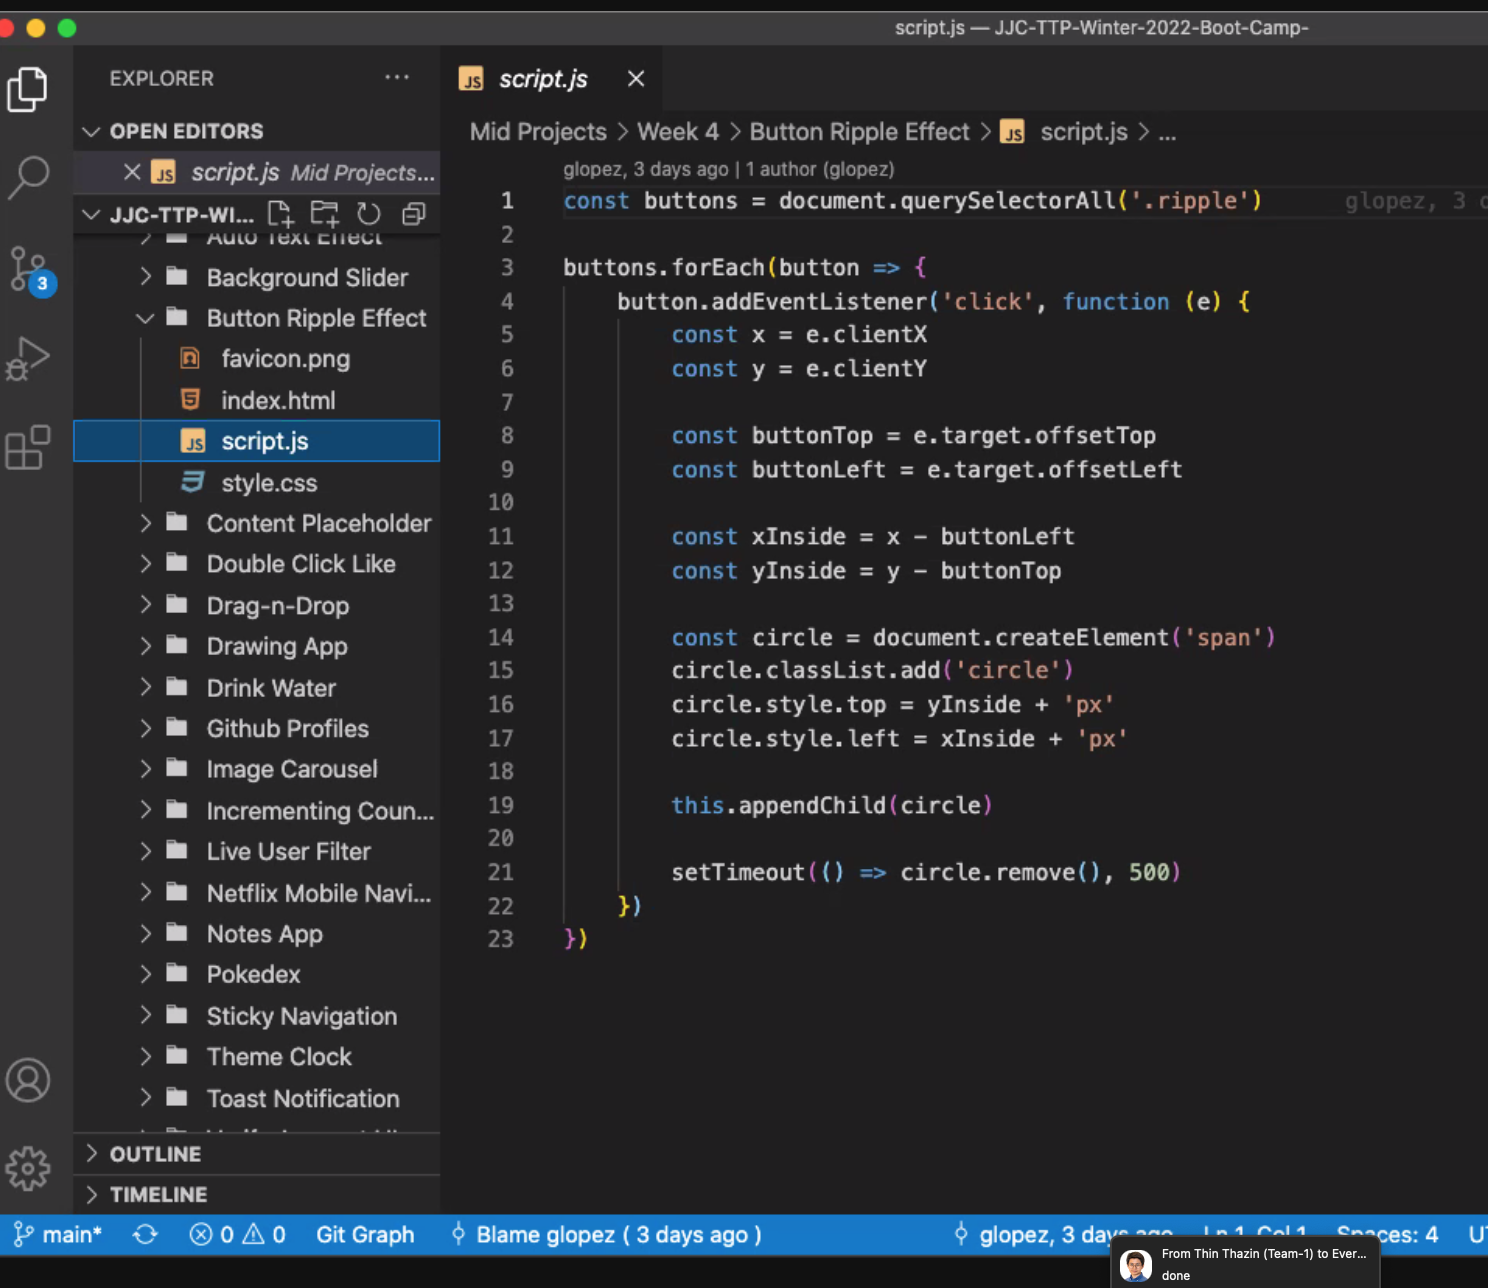 script.js — JJC-TTP-Winter-2022-Boot-Camp-
EXPLORER
OPEN EDITORS
script.js Mid Projects...
JJC-TTP-WI...
Auto Text Effect
Background Slider
Button Ripple Effect
favicon.png
index.html
script.js
style.css
Content Placeholder
Double Click Like
Drag-n-Drop
Drawing App
Drink Water
Github Profiles
Image Carousel
Incrementing Coun...
Live User Filter
Netflix Mobile Navi...
Notes App
Pokedex
Sticky Navigation
Theme Clock
Toast Notification
OUTLINE
TIMELINE
3
JS script.js
Mid Projects > Week 4 > Button Ripple Effect > JS script.js > ...
glopez, 3 days ago | 1 author (glopez)
1 const buttons = document.querySelectorAll('.ripple') glopez, 3 d
2
3 buttons.forEach(button => {
4 button.addEventListener('click', function (e) {
5 const x = e.clientX
6 const y = e.clientY
7
8 const buttonTop = e.target.offsetTop
9 const buttonLeft = e.target.offsetLeft
10
11 const xInside = x - buttonLeft
12 const yInside = y - buttonTop
13
14 const circle = document.createElement('span')
15 circle.classList.add('circle')
16 circle.style.top = yInside + 'px'
17 circle.style.left = xInside + 'px'
18
19 this.appendChild(circle)
20
21 setTimeout(() => circle.remove(), 500)
22 })
23 })
main* 0 0 Git Graph Blame glopez ( 3 days ago ) glopez, 3 days ago Ln 1, Col 1 Spaces: 4
From Thin Thazin (Team-1) to Ever...
done